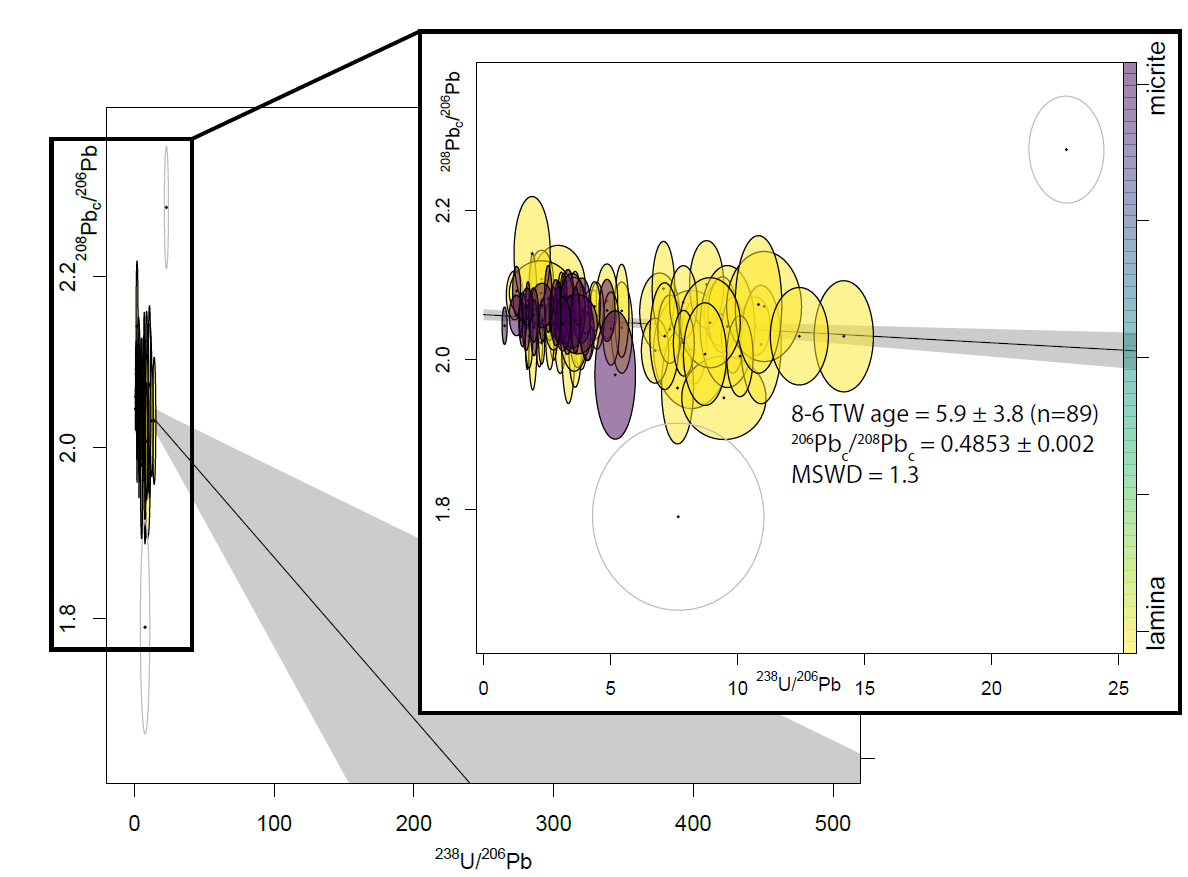 micrite
208Pbc/206Pb
2.2
2.0
1.8
8-6 TW age = 5.9 ± 3.8 (n=89)
206Pbc/208Pbc = 0.4853 ± 0.002
MSWD = 1.3
lamina
0 5 10 15 20 25
238U/206Pb
208Pbc/206Pb
2.2
2.0
1.8
0 100 200 300 400 500
238U/206Pb